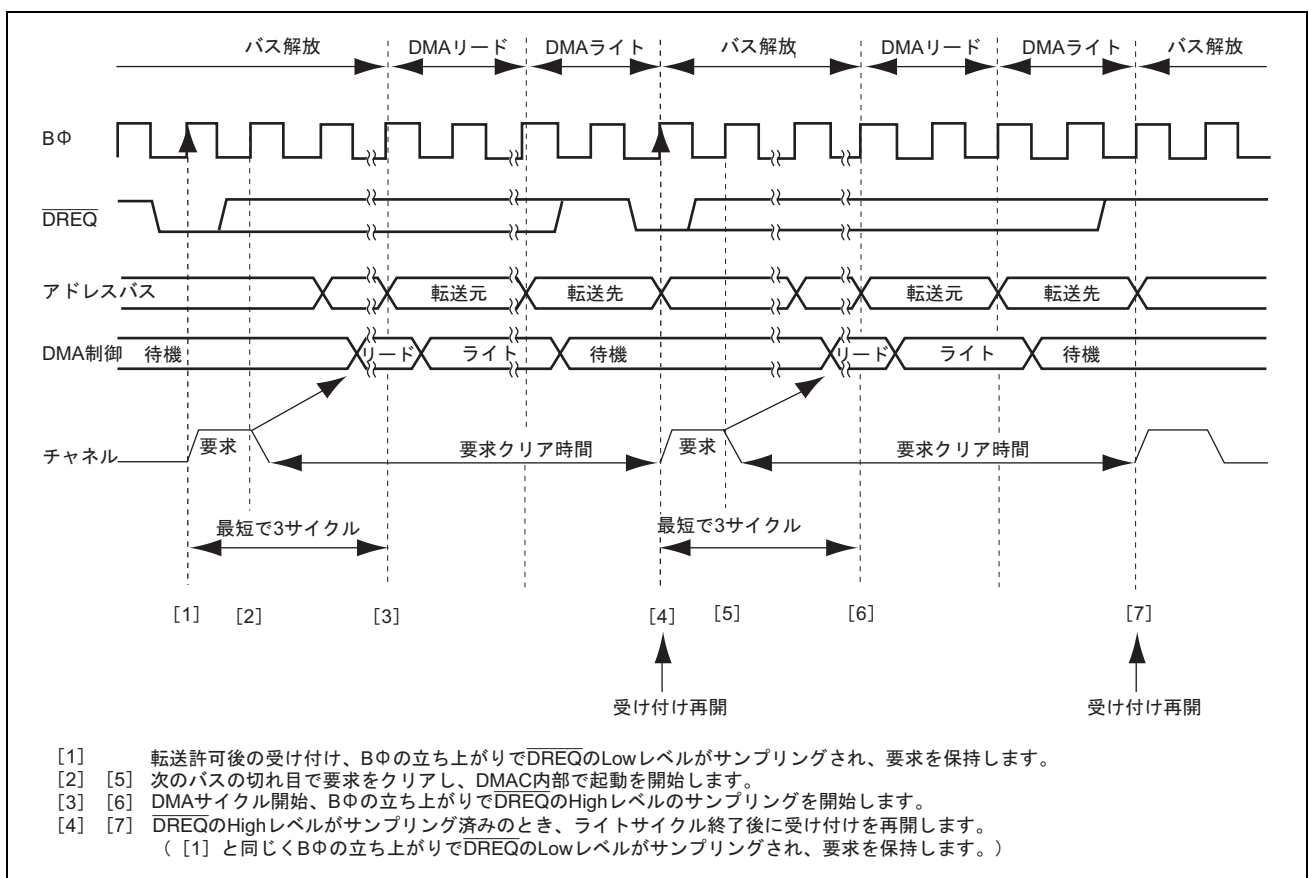 バス解放 DMAリード DMAライト バス解放 DMAリード DMAライト バス解放
BΦ
DREQ
アドレスバス 転送元 転送先 転送元 転送先
DMA制御 待機 リード ライト 待機 リード ライト 待機
チャネル 要求 要求クリア時間 要求 要求クリア時間
最短で3サイクル 最短で3サイクル
[1] [2] [3] [4] [5] [6] [7]
受け付け再開 受け付け再開
[1] 転送許可後の受け付け、BΦの立ち上がりでDREQのLowレベルがサンプリングされ、要求を保持します。
[2] [5] 次のバスの切れ目で要求をクリアし、DMAC内部で起動を開始します。
[3] [6] DMAサイクル開始、BΦの立ち上がりでDREQのHighレベルのサンプリングを開始します。
[4] [7] DREQのHighレベルがサンプリング済みのとき、ライトサイクル終了後に受け付けを再開します。
([1]と同じくBΦの立ち上がりでDREQのLowレベルがサンプリングされ、要求を保持します。)